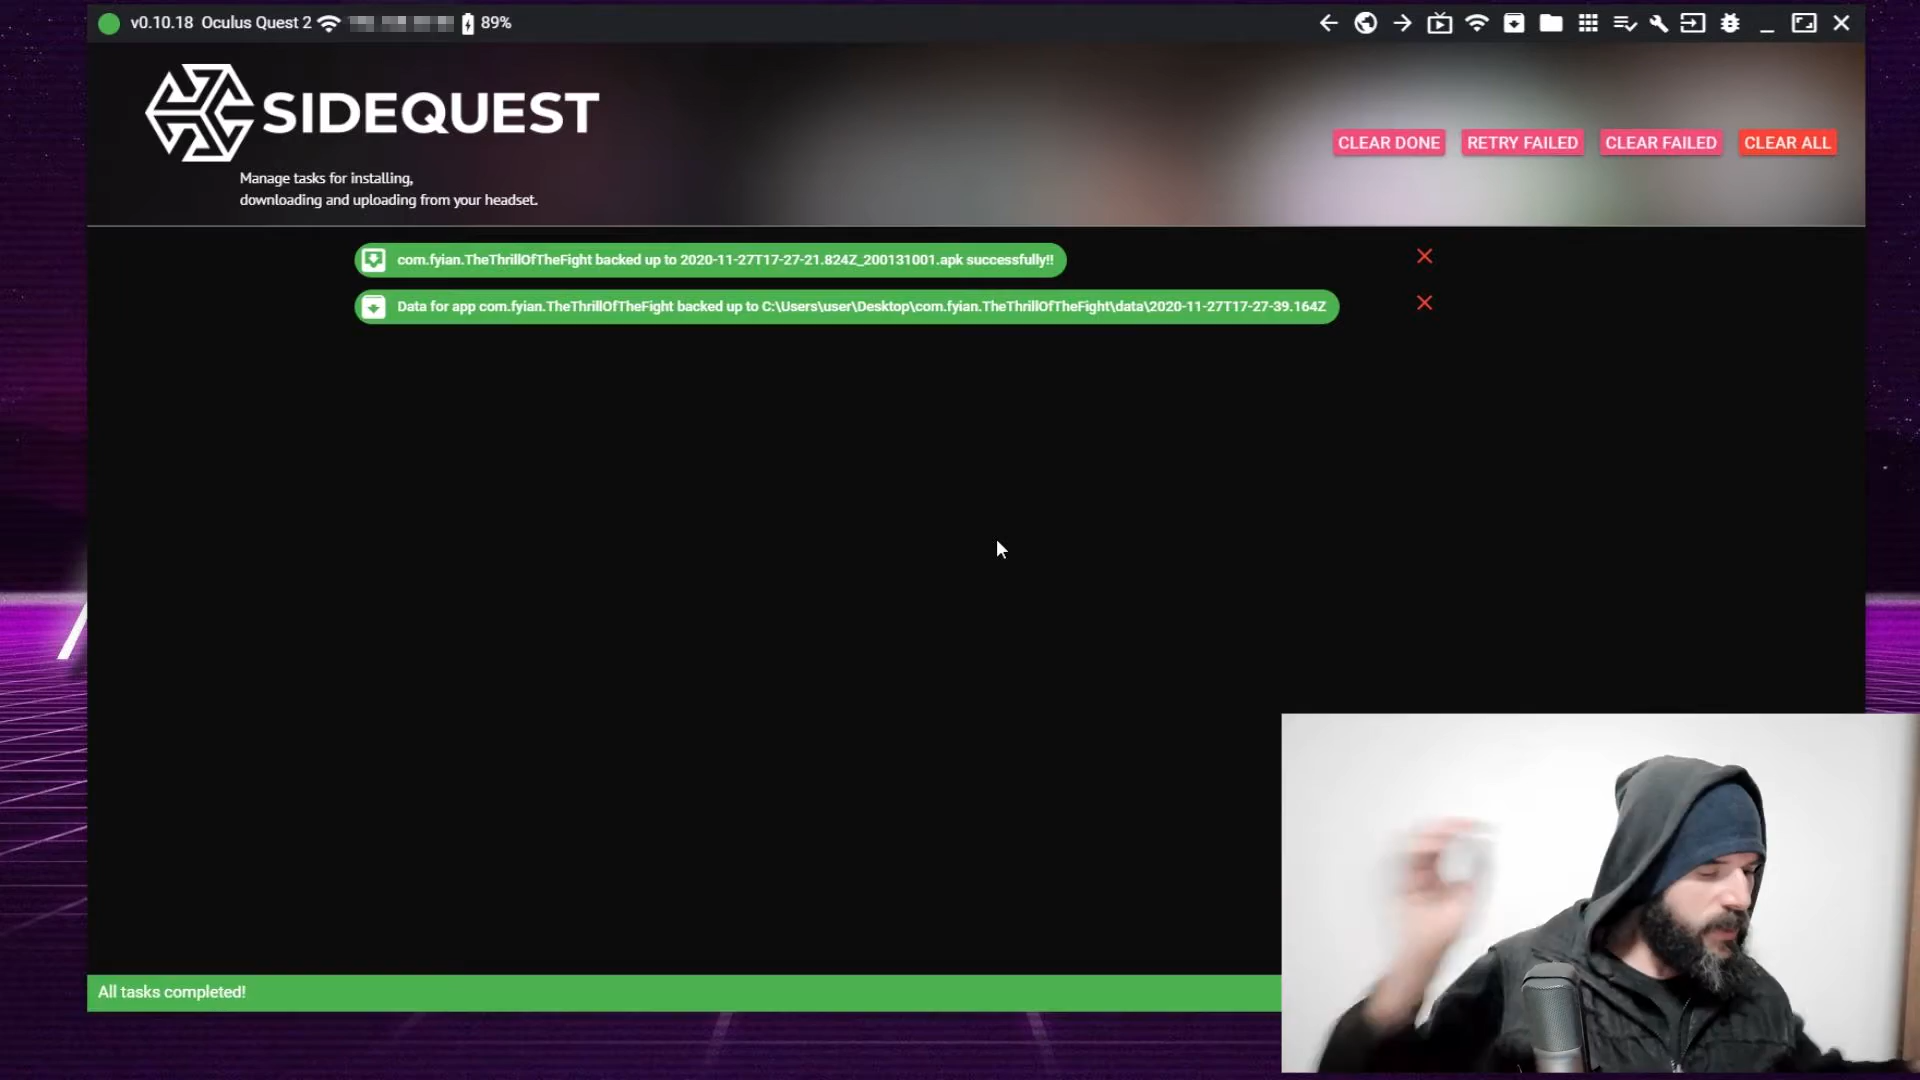 v0.10.18 Oculus Quest 2 89%
SIDEQUEST
Manage tasks for installing,
downloading and uploading from your headset.
CLEAR DONE RETRY FAILED CLEAR FAILED CLEAR ALL
com.fyian.TheThrillOfTheFight backed up to 2020-11-27T17-27-21.824Z_200131001.apk successfully!!
Data for app com.fyian.TheThrillOfTheFight backed up to C:\Users\user\Desktop\com.fyian.TheThrillOfTheFight\data\2020-11-27T17-27-39.164Z
All tasks completed!